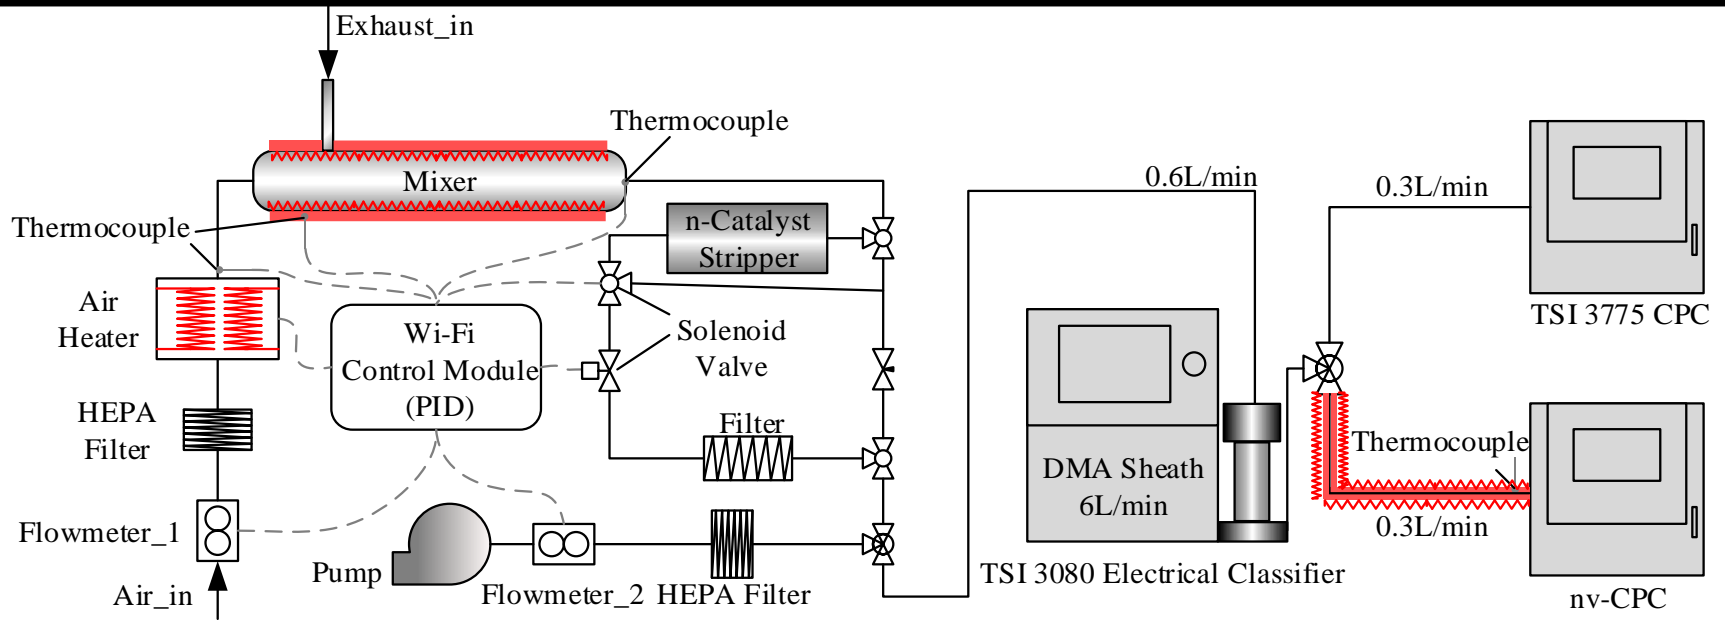 Exhaust_in
Thermocouple
Mixer
0.6L/min
0.3L/min
Thermocouple
n-Catalyst
Stripper
Air
Heater
Wi-Fi
Control Module
(PID)
Solenoid
Valve
TSI 3775 CPC
HEPA
Filter
Filter
Thermocouple
DMA Sheath
6L/min
0.3L/min
Flowmeter_1
Pump
Air_in
Flowmeter_2
HEPA Filter
TSI 3080 Electrical Classifier
nv-CPC